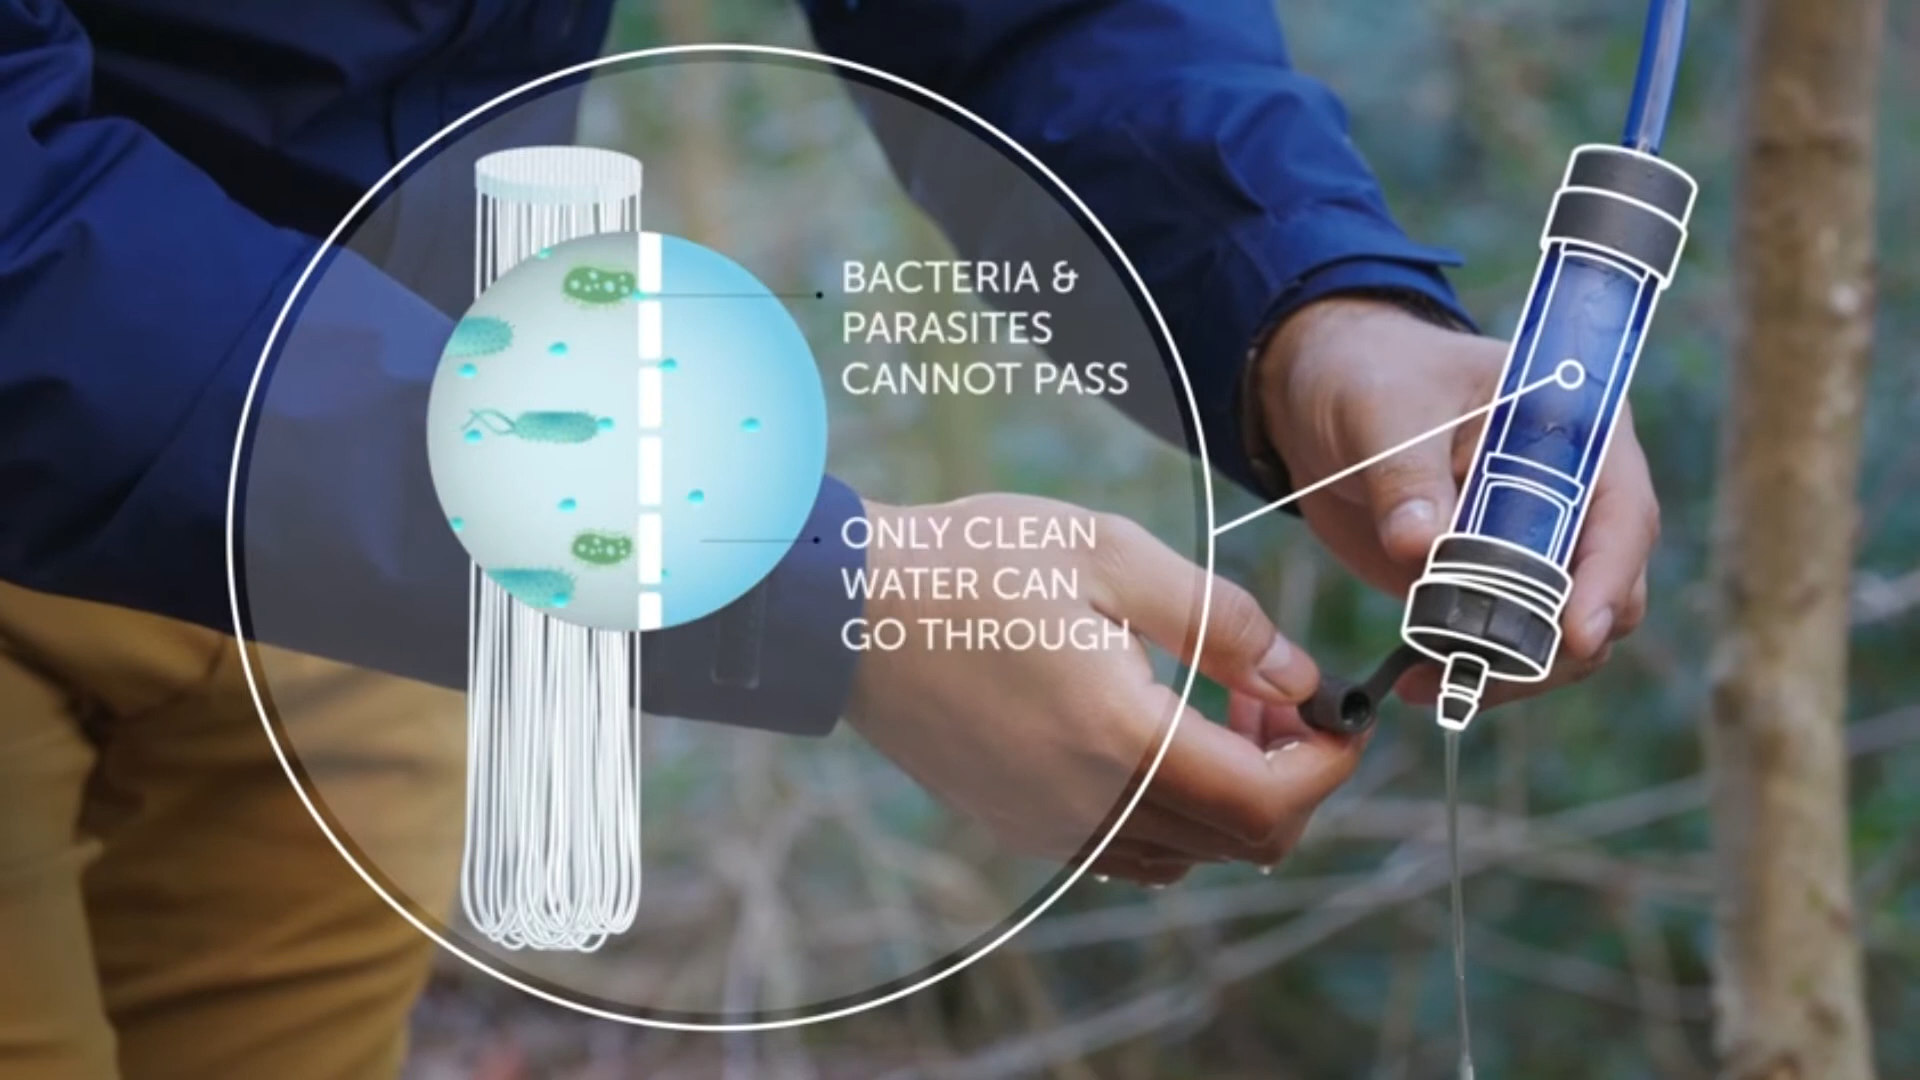 BACTERIA &
PARASITES
CANNOT PASS
ONLY CLEAN
WATER CAN
GO THROUGH